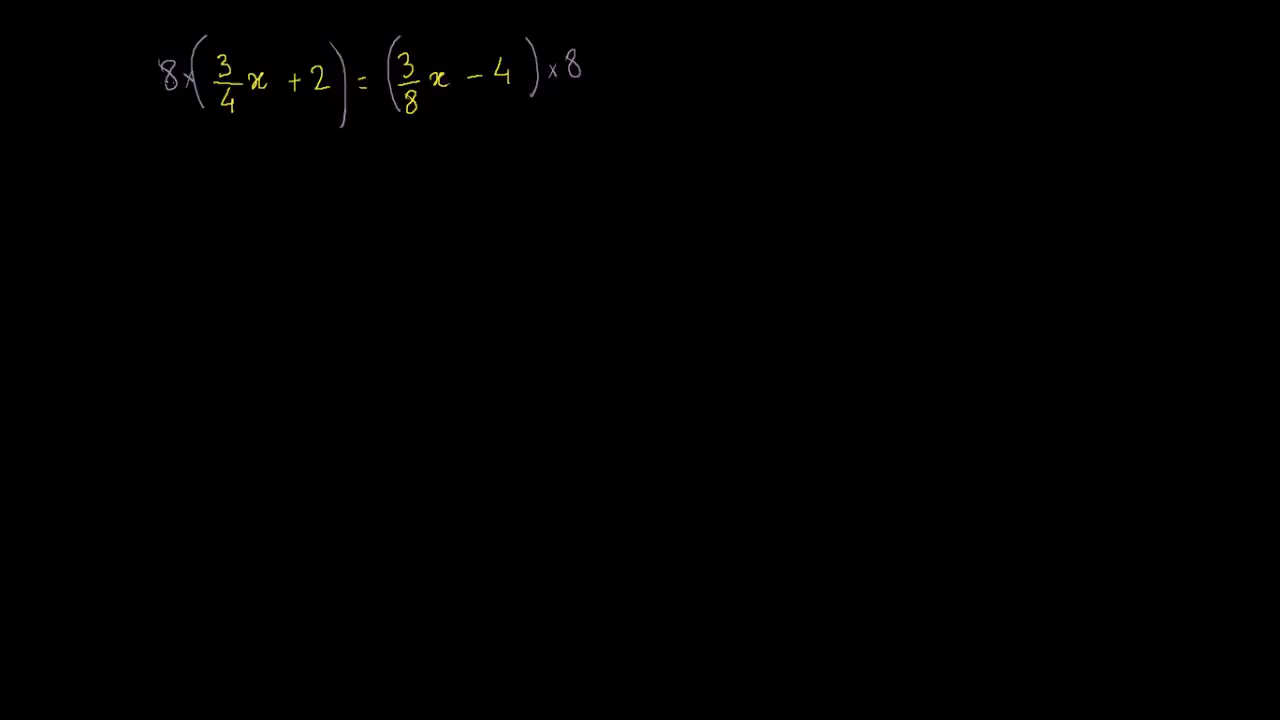 8×(3/4 x + 2) = (3/8 x − 4) × 8